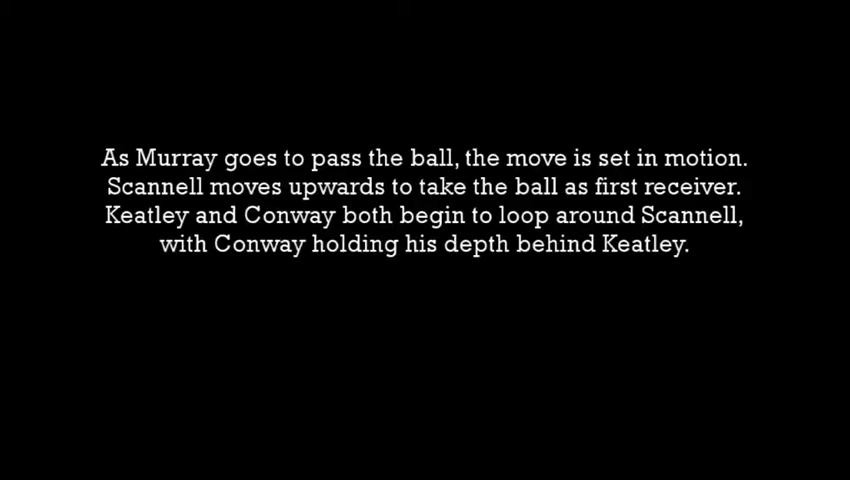 As Murray goes to pass the ball, the move is set in motion.
Scannell moves upwards to take the ball as first receiver.
Keatley and Conway both begin to loop around Scannell,
with Conway holding his depth behind Keatley.